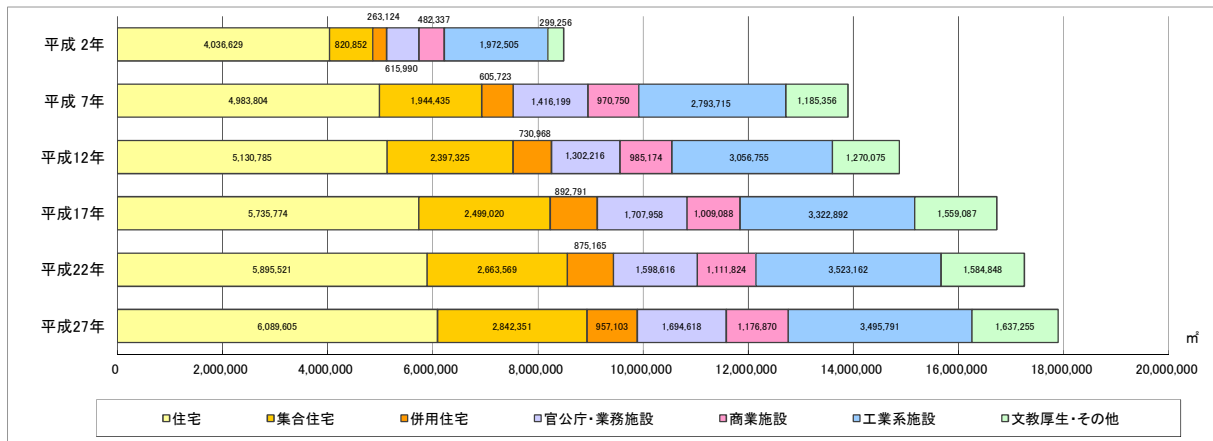 263,124 482,337 299,256
平成 2年 4,036,629 820,852 1,972,505
615,990 605,723
平成 7年 4,983,804 1,944,435 1,416,199 970,750 2,793,715 1,185,356
730,968
平成12年 5,130,785 2,397,325 1,302,216 985,174 3,056,755 1,270,075
892,791
平成17年 5,735,774 2,499,020 1,707,958 1,009,088 3,322,892 1,559,087
875,165
平成22年 5,895,521 2,663,569 1,598,616 1,111,824 3,523,162 1,584,848
平成27年 6,089,605 2,842,351 957,103 1,694,618 1,176,870 3,495,791 1,637,255
㎡
0 2,000,000 4,000,000 6,000,000 8,000,000 10,000,000 12,000,000 14,000,000 16,000,000 18,000,000 20,000,000
住宅 集合住宅 併用住宅 官公庁・業務施設 商業施設 工業系施設 文教厚生・その他